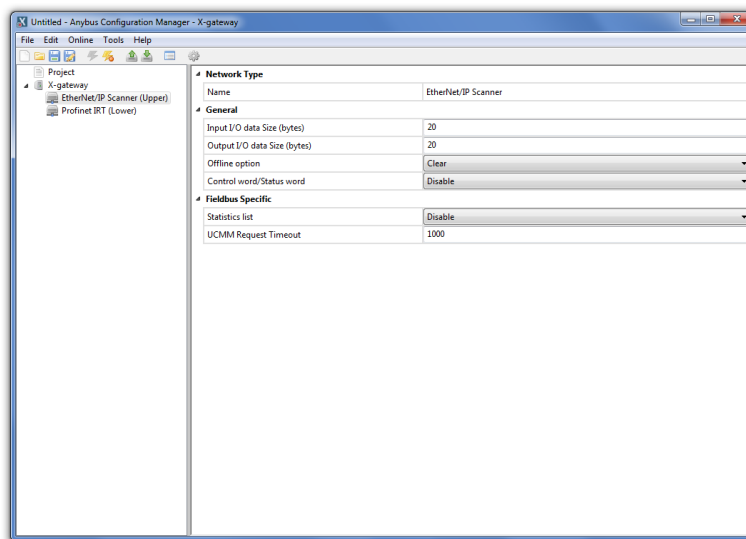 Untitled - Anybus Configuration Manager - X-gateway
File Edit Online Tools Help
Project
X-gateway
EtherNet/IP Scanner (Upper)
Profinet IRT (Lower)
Network Type
Name EtherNet/IP Scanner
General
Input I/O data Size (bytes) 20
Output I/O data Size (bytes) 20
Offline option Clear
Control word/Status word Disable
Fieldbus Specific
Statistics list Disable
UCMM Request Timeout 1000